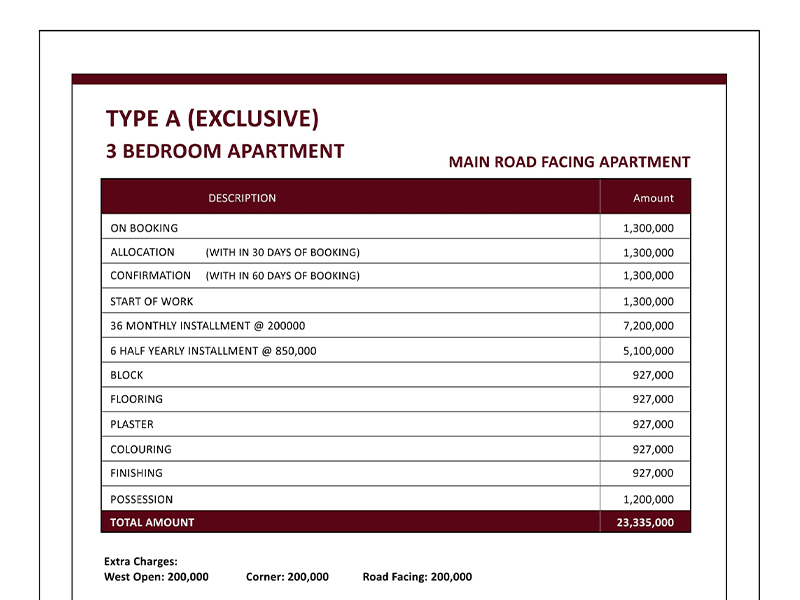 TYPE A (EXCLUSIVE)
3 BEDROOM APARTMENT
MAIN ROAD FACING APARTMENT
DESCRIPTION Amount
ON BOOKING 1,300,000
ALLOCATION (WITH IN 30 DAYS OF BOOKING) 1,300,000
CONFIRMATION (WITH IN 60 DAYS OF BOOKING) 1,300,000
START OF WORK 1,300,000
36 MONTHLY INSTALLMENT @ 200000 7,200,000
6 HALF YEARLY INSTALLMENT @ 850,000 5,100,000
BLOCK 927,000
FLOORING 927,000
PLASTER 927,000
COLOURING 927,000
FINISHING 927,000
POSSESSION 1,200,000
TOTAL AMOUNT 23,335,000
Extra Charges:
West Open: 200,000 Corner: 200,000 Road Facing: 200,000